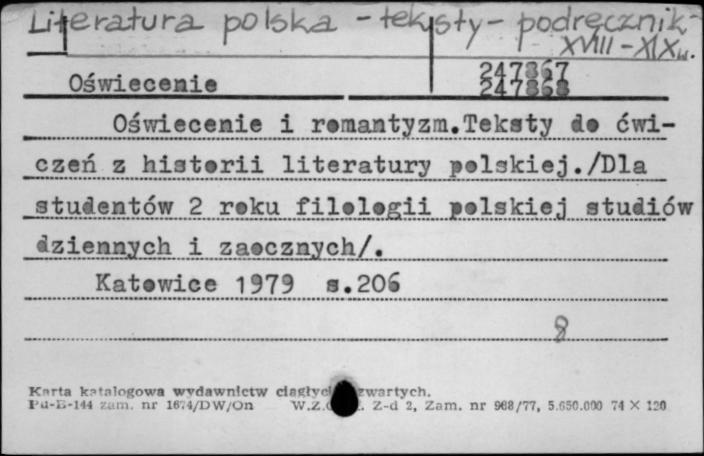 Literatura polska - teksty - podręcznik -
XVIII - XIX w.
Oświecenie
247867
247868
Oświecenie i romantyzm.Teksty do ćwi-
czeń z historii literatury polskiej./Dla
studentów 2 roku filologii polskiej studiów
dziennych i zaocznych/.
Katowice 1979 s.206
8
Karta katalogowa wydawnictw ciągłych zwartych.
Pu-B-144 zam. nr 1674/DW/On W.Z. Z-d 2, Zam. nr 968/77, 5.650.000 74 X 120